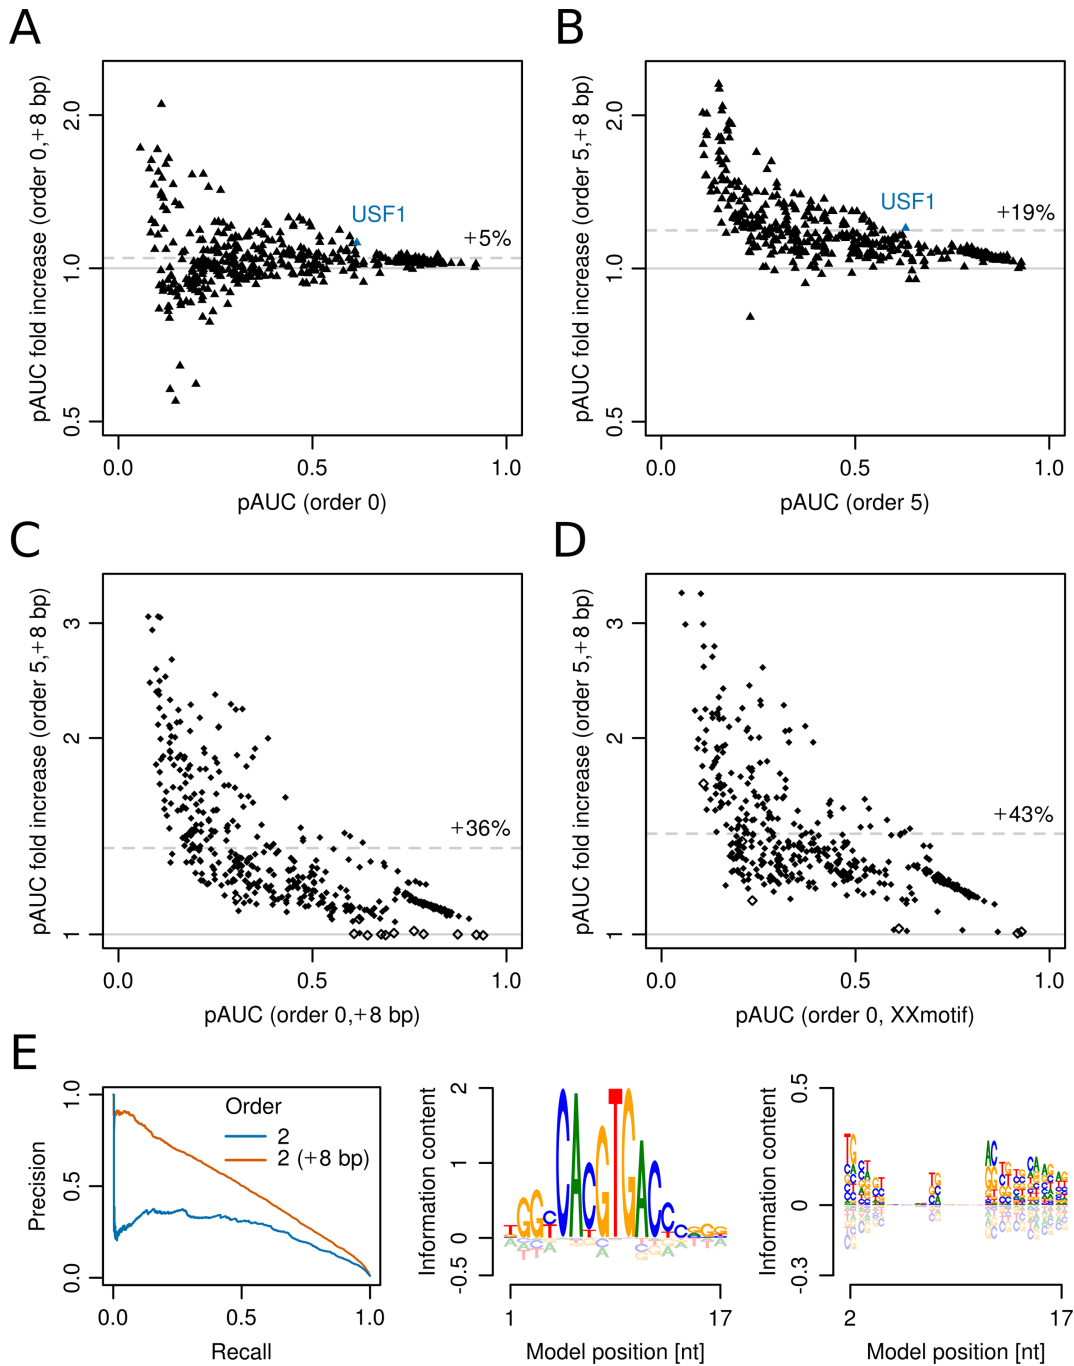 A
pAUC fold increase (order 0,+8 bp)
2.0
1.0
0.5
USF1
+5%
0.0 0.5 1.0
pAUC (order 0)
B
pAUC fold increase (order 5,+8 bp)
2.0
1.0
0.5
USF1
+19%
0.0 0.5 1.0
pAUC (order 5)
C
pAUC fold increase (order 5,+8 bp)
3
2
1
+36%
0.0 0.5 1.0
pAUC (order 0,+8 bp)
D
pAUC fold increase (order 5,+8 bp)
3
2
1
+43%
0.0 0.5 1.0
pAUC (order 0, XXmotif)
E
Precision
1.0
0.5
0.0
Order
2
2 (+8 bp)
0.0 0.5 1.0
Recall
Information content
2
1
0
-0.5
CACGTGAC
1 17
Model position [nt]
Information content
0.5
0
-0.3
2 17
Model position [nt]